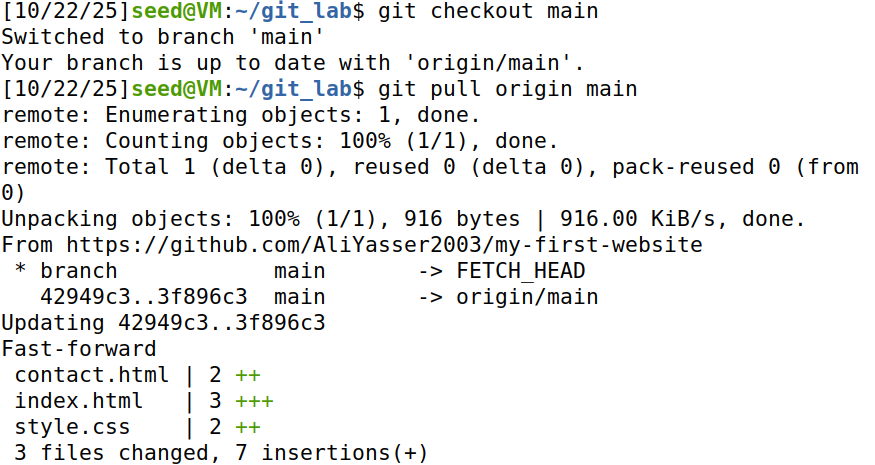 [10/22/25]seed@VM:~/git_lab$ git checkout main
Switched to branch 'main'
Your branch is up to date with 'origin/main'.
[10/22/25]seed@VM:~/git_lab$ git pull origin main
remote: Enumerating objects: 1, done.
remote: Counting objects: 100% (1/1), done.
remote: Total 1 (delta 0), reused 0 (delta 0), pack-reused 0 (from
0)
Unpacking objects: 100% (1/1), 916 bytes | 916.00 KiB/s, done.
From https://github.com/AliYasser2003/my-first-website
 * branch            main       -> FETCH_HEAD
   42949c3..3f896c3  main       -> origin/main
Updating 42949c3..3f896c3
Fast-forward
 contact.html | 2 ++
 index.html   | 3 +++
 style.css    | 2 ++
 3 files changed, 7 insertions(+)